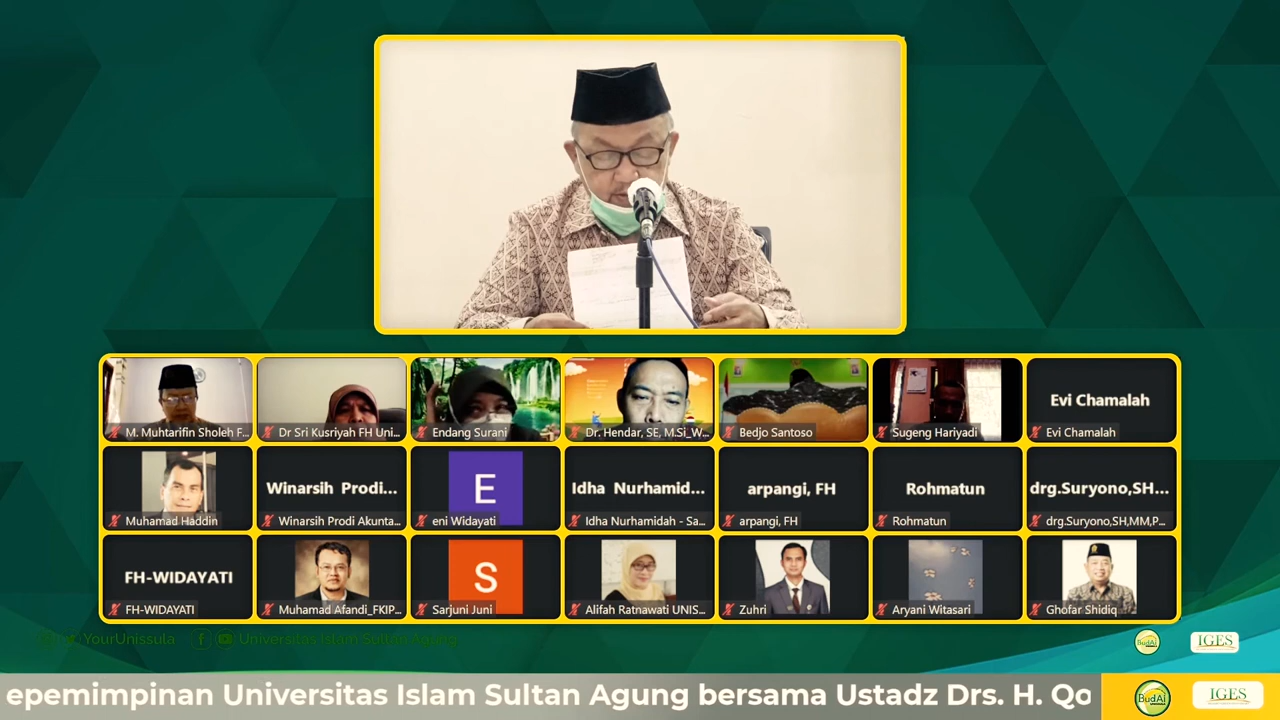 M. Muhtarifin Sholeh F...
Dr Sri Kusriyah FH Uni...
Endang Surani
Dr. Hendar, SE, M.Si_W...
Bedjo Santoso
Sugeng Hariyadi
Evi Chamalah
Evi Chamalah
Muhamad Haddin
Winarsih Prodi...
Winarsih Prodi Akunta...
E
eni Widayati
Idha Nurhamid...
Idha Nurhamidah - Sa...
arpangi, FH
arpangi, FH
Rohmatun
Rohmatun
drg.Suryono,SH...
drg.Suryono,SH,MM,P...
FH-WIDAYATI
FH-WIDAYATI
Muhamad Afandi_FKIP...
S
Sarjuni Juni
Alifah Ratnawati UNIS...
Zuhri
Aryani Witasari
Ghofar Shidiq
YourUnissula
Universitas Islam Sultan Agung
BudAi
IGES
epemimpinan Universitas Islam Sultan Agung bersama Ustadz Drs. H. Qo
BudAi
IGES